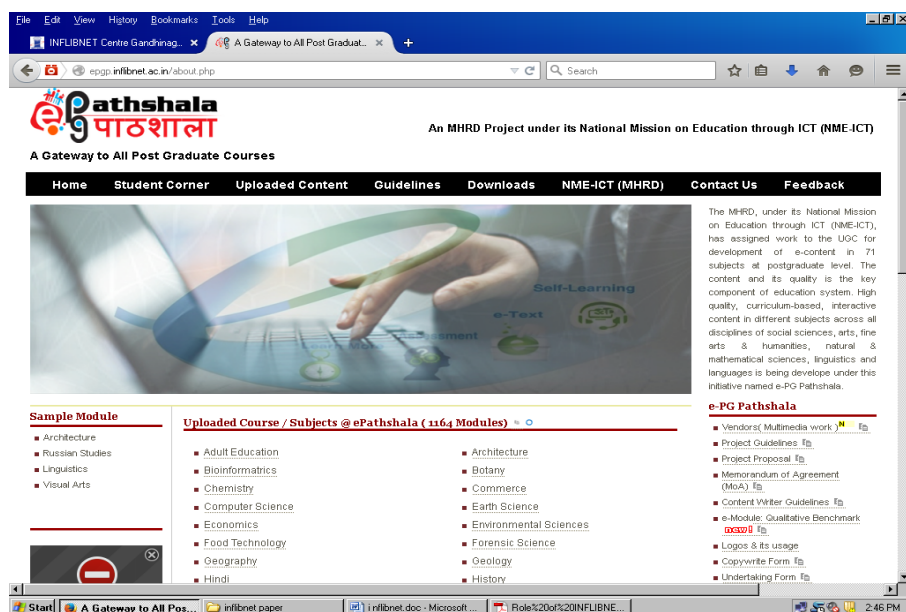 File Edit View History Bookmarks Tools Help
INFLIBNET Centre Gandhinag...
A Gateway to All Post Graduat...
epgp.inflibnet.ac.in/about.php
Search
ePathshala
पाठशाला
A Gateway to All Post Graduate Courses
An MHRD Project under its National Mission on Education through ICT (NME-ICT)
Home Student Corner Uploaded Content Guidelines Downloads NME-ICT (MHRD) Contact Us Feedback
Self-Learning
e-Text
The MHRD, under its National Mission
on Education through ICT (NME-ICT),
has assigned work to the UGC for
development of e-content in 71
subjects at postgraduate level. The
content and its quality is the key
component of education system. High
quality, curriculum-based, interactive
content in different subjects across all
disciplines of social sciences, arts, fine
arts & humanities, natural &
mathematical sciences, linguistics and
languages is being develope under this
initiative named e-PG Pathshala.
Sample Module
Architecture
Russian Studies
Linguistics
Visual Arts
Uploaded Course / Subjects @ ePathshala ( 1164 Modules)
Adult Education
Bioinformatrics
Chemistry
Computer Science
Economics
Food Technology
Geography
Hindi
Architecture
Botany
Commerce
Earth Science
Environmental Sciences
Forensic Science
Geology
History
e-PG Pathshala
Vendors( Multimedia work )N
Project Guidelines
Project Proposal
Memorandum of Agreement
(MoA)
Content Writer Guidelines
e-Module: Qualitative Benchmark
new!
Logos & its usage
Copywrite Form
Undertaking Form
Start
A Gateway to All Pos...
inflibnet paper
inflibnet.doc - Microsoft ...
Role%20of%20INFLIBNE...
2:46 PM